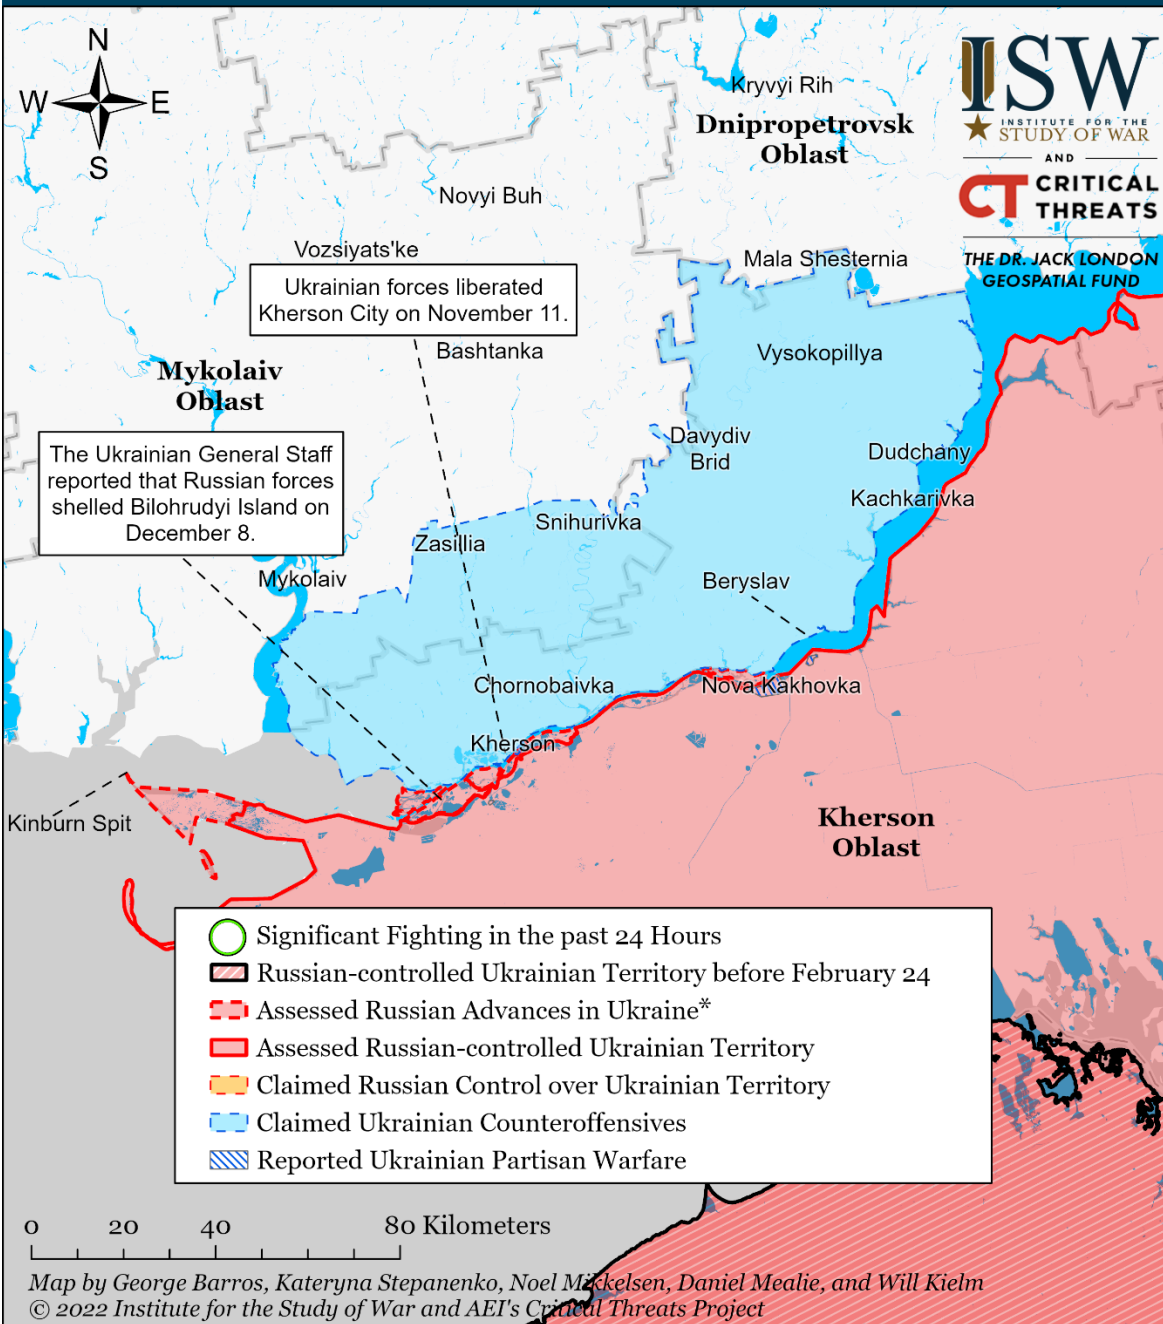 N
W
E
S
ISW
INSTITUTE FOR THE
STUDY OF WAR
AND
CT CRITICAL
THREATS
THE DR. JACK LONDON
GEOSPATIAL FUND
Kryvyi Rih
Dnipropetrovsk
Oblast
Novyi Buh
Vozsiyats'ke
Mala Shesternia
Ukrainian forces liberated
Kherson City on November 11.
Bashtanka
Vysokopillya
Mykolaiv
Oblast
The Ukrainian General Staff
reported that Russian forces
shelled Bilohrudyi Island on
December 8.
Davydiv
Brid
Dudchany
Kachkarivka
Snihurivka
Zasillia
Mykolaiv
Beryslav
Chornobaivka
Nova Kakhovka
Kherson
Kinburn Spit
Kherson
Oblast
Significant Fighting in the past 24 Hours
Russian-controlled Ukrainian Territory before February 24
Assessed Russian Advances in Ukraine*
Assessed Russian-controlled Ukrainian Territory
Claimed Russian Control over Ukrainian Territory
Claimed Ukrainian Counteroffensives
Reported Ukrainian Partisan Warfare
0 20 40 80 Kilometers
Map by George Barros, Kateryna Stepanenko, Noel Mikkelsen, Daniel Mealie, and Will Kielm
© 2022 Institute for the Study of War and AEI's Critical Threats Project